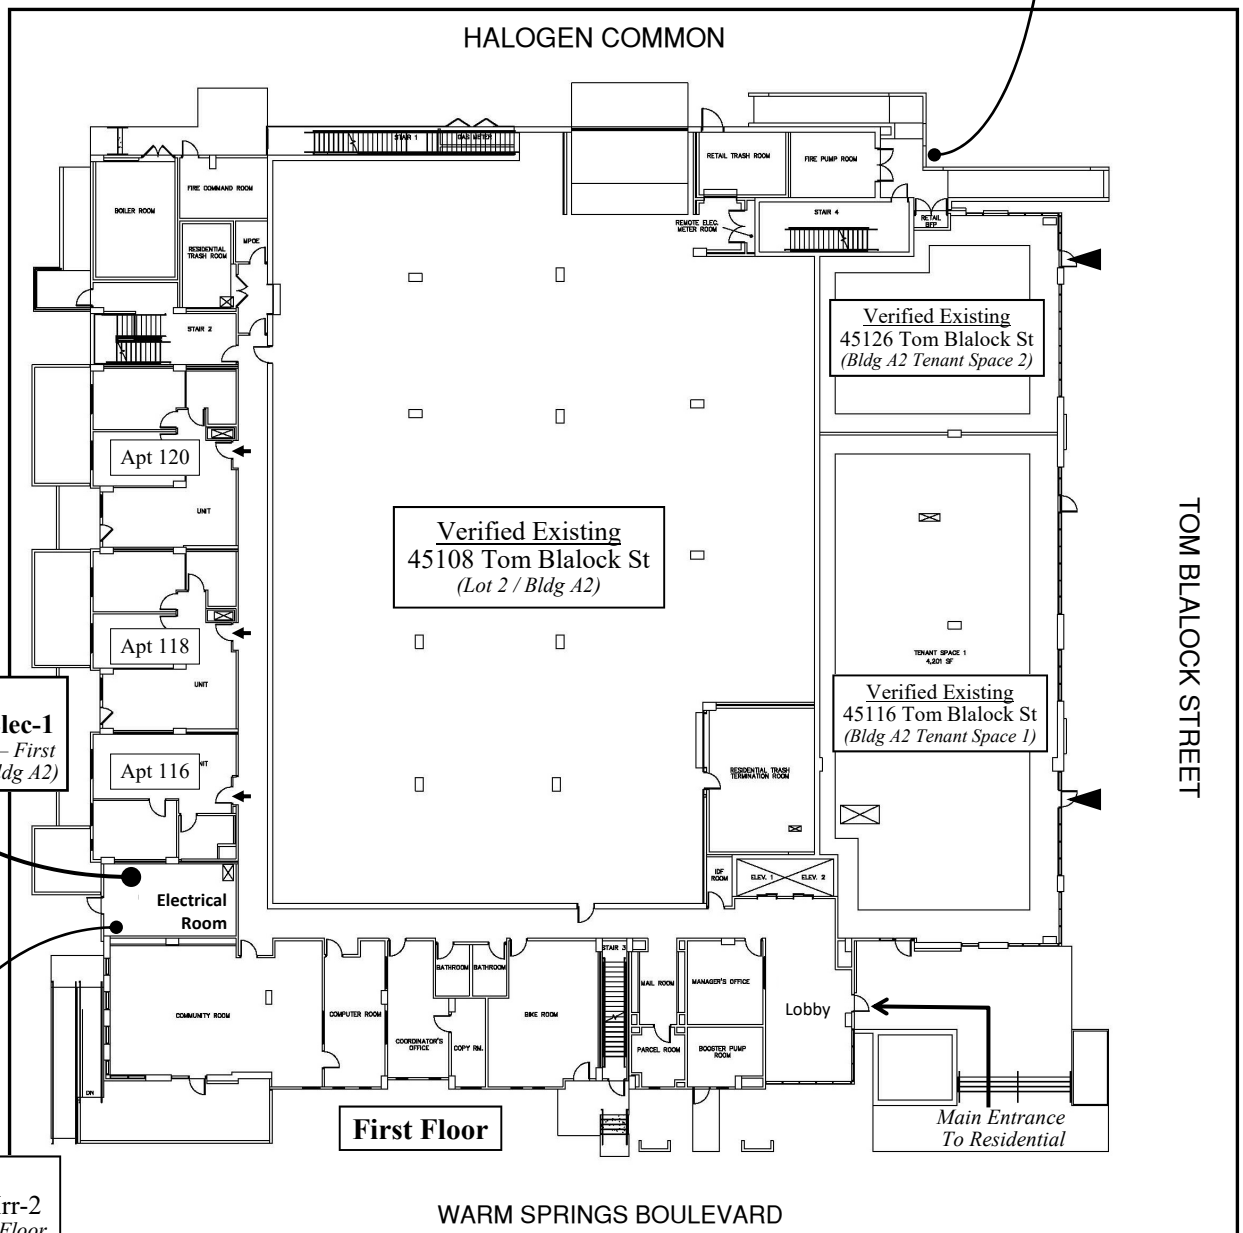 HALOGEN COMMON
STAIR 1
GAS METER
RETAIL TRASH ROOM
FIRE PUMP ROOM
FIRE COMMAND ROOM
BOILER ROOM
STAIR 4
RETAIL
BFP
REMOTE ELEC.
METER ROOM
MPOE
RESIDENTIAL
TRASH ROOM
STAIR 2
Verified Existing
45126 Tom Blalock St
(Bldg A2 Tenant Space 2)
Apt 120
UNIT
Verified Existing
45108 Tom Blalock St
(Lot 2 / Bldg A2)
TOM BLALOCK STREET
Apt 118
UNIT
TENANT SPACE 1
4,201 SF
Verified Existing
45116 Tom Blalock St
(Bldg A2 Tenant Space 1)
lec-1
– First
ldg A2)
Apt 116
RESIDENTIAL TRASH
TERMINATION ROOM
IDF
ROOM
ELEV. 1
ELEV. 2
Electrical
Room
STAIR 3
BATHROOM
BATHROOM
MAIL ROOM
MANAGER'S OFFICE
COMMUNITY ROOM
COMPUTER ROOM
COORDINATOR'S
OFFICE
COPY RM.
BIKE ROOM
PARCEL ROOM
BOOSTER PUMP
ROOM
Lobby
DN
First Floor
Main Entrance
To Residential
rr-2
Floor
WARM SPRINGS BOULEVARD